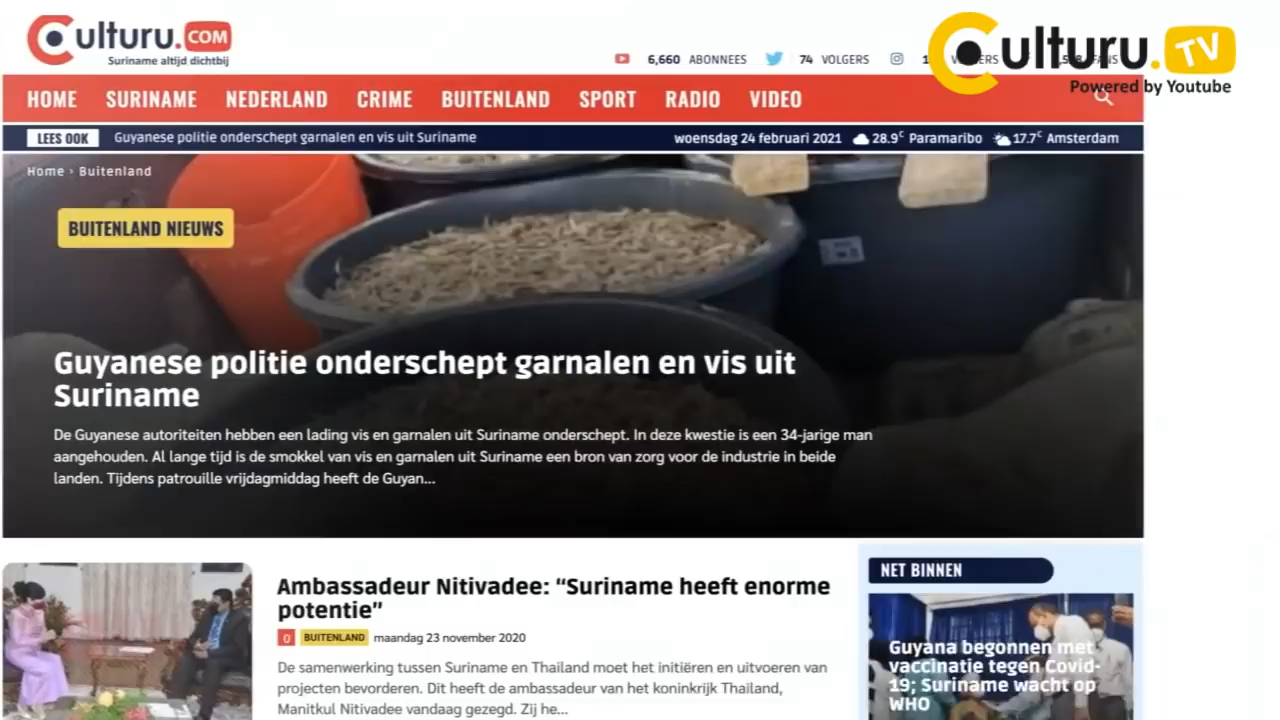 Culturu.COM
Suriname altijd dichtbij
6,660 ABONNEES 74 VOLGERS
Culturu.TV
Powered by Youtube
HOME SURINAME NEDERLAND CRIME BUITENLAND SPORT RADIO VIDEO
LEES OOK Guyanese politie onderschept garnalen en vis uit Suriname woensdag 24 februari 2021 28.9C Paramaribo 17.7C Amsterdam
Home › Buitenland
BUITENLAND NIEUWS
Guyanese politie onderschept garnalen en vis uit
Suriname
De Guyanese autoriteiten hebben een lading vis en garnalen uit Suriname onderschept. In deze kwestie is een 34-jarige man
aangehouden. Al lange tijd is de smokkel van vis en garnalen uit Suriname een bron van zorg voor de industrie in beide
landen. Tijdens patrouille vrijdagmiddag heeft de Guyan...
Ambassadeur Nitivadee: “Suriname heeft enorme
potentie”
0 BUITENLAND maandag 23 november 2020
De samenwerking tussen Suriname en Thailand moet het initiëren en uitvoeren van
projecten bevorderen. Dit heeft de ambassadeur van het koninkrijk Thailand,
Manitkul Nitivadee vandaag gezegd. Zij he...
NET BINNEN
Guyana begonnen met
vaccinatie tegen Covid-
19; Suriname wacht op
WHO